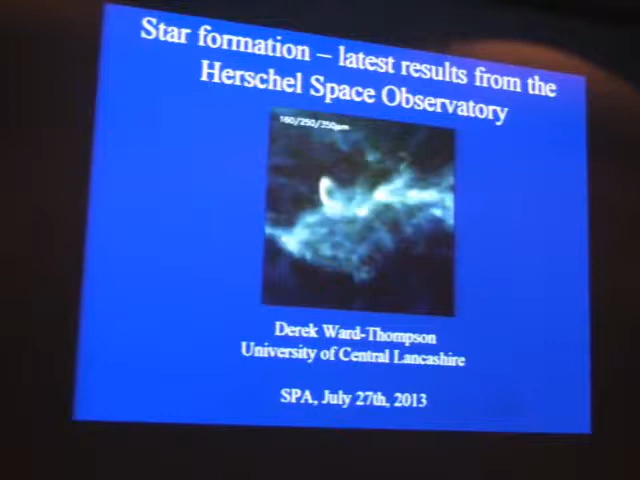 Star formation – latest results from the
Herschel Space Observatory
160/250/350μm
Derek Ward-Thompson
University of Central Lancashire
SPA, July 27th, 2013